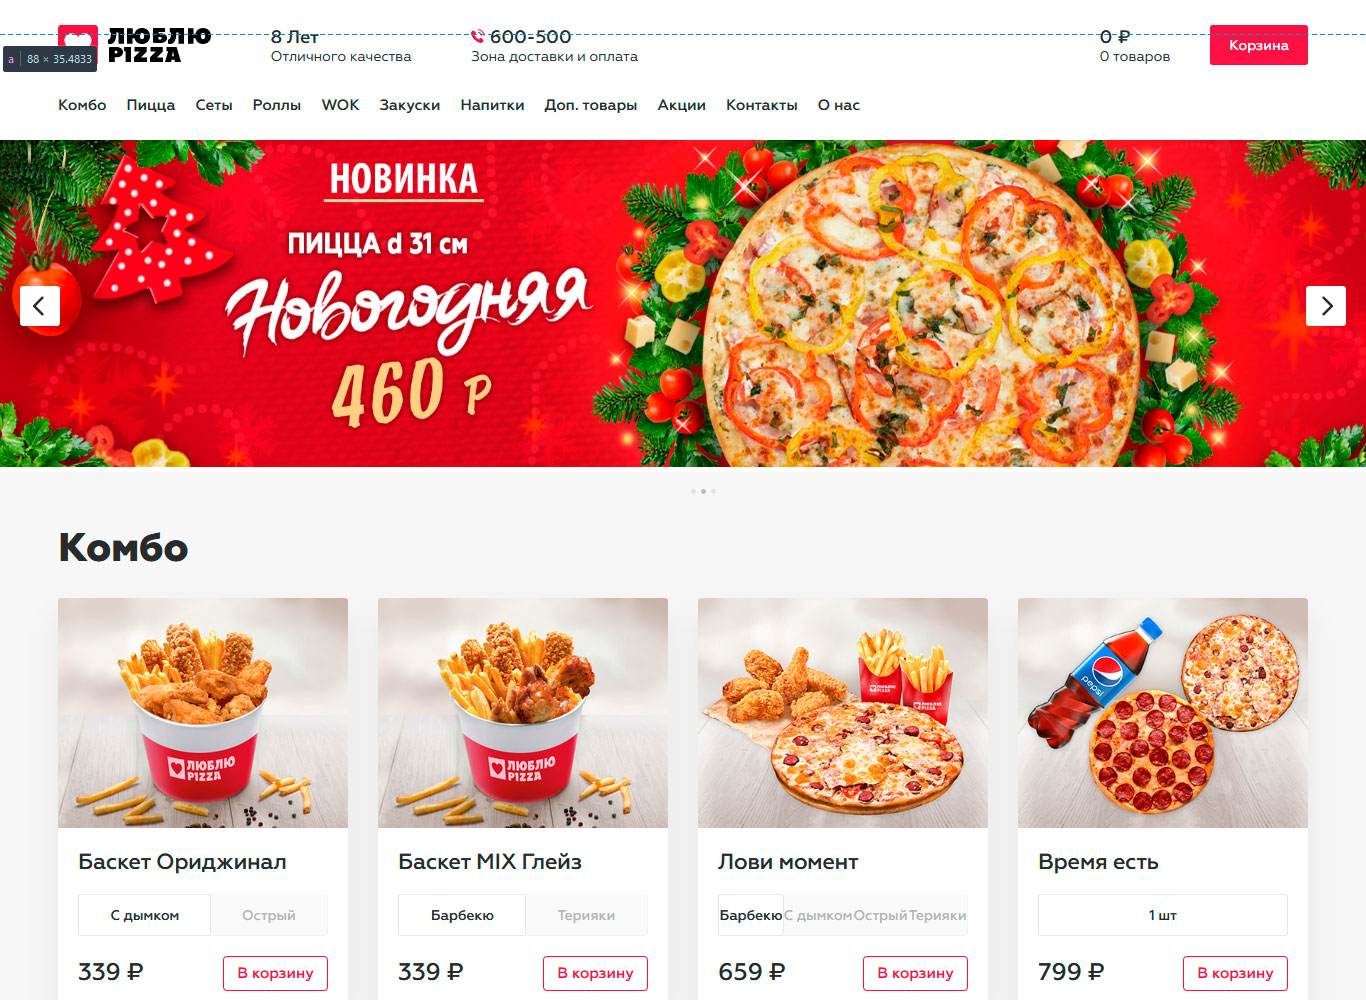 ЛЮБЛЮ
PIZZA
a 88 × 35.4833
8 Лет
Отличного качества
600-500
Зона доставки и оплата
0 ₽
0 товаров
Корзина
Комбо Пицца Сеты Роллы WOK Закуски Напитки Доп. товары Акции Контакты О нас
НОВИНКА
ПИЦЦА d 31 см
Новогодняя
460 Р
Комбо
ЛЮБЛЮ
PIZZA
ЛЮБЛЮ
PIZZA
ЛЮБЛЮ
PIZZA
ЛЮБЛЮ
PIZZA
pepsi
Баскет Ориджинал
С дымком Острый
339 ₽
В корзину
Баскет MIX Глейз
Барбекю Терияки
339 ₽
В корзину
Лови момент
Барбекю С дымком Острый Терияки
659 ₽
В корзину
Время есть
1 шт
799 ₽
В корзину